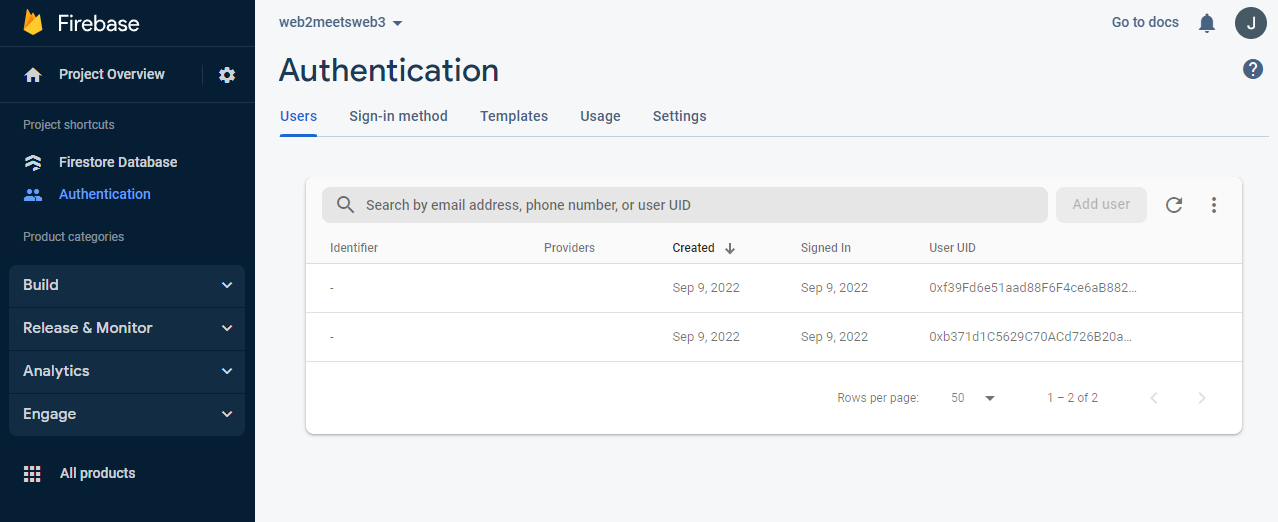 Firebase
Project Overview
Project shortcuts
Firestore Database
Authentication
Product categories
Build
Release & Monitor
Analytics
Engage
All products
web2meetsweb3
Go to docs
J
Authentication
?
Users Sign-in method Templates Usage Settings
Search by email address, phone number, or user UID
Add user
Identifier Providers Created Signed In User UID
- Sep 9, 2022 Sep 9, 2022 0xf39Fd6e51aad88F6F4ce6aB882...
- Sep 9, 2022 Sep 9, 2022 0xb371d1C5629C70ACd726B20a...
Rows per page: 50 1 – 2 of 2